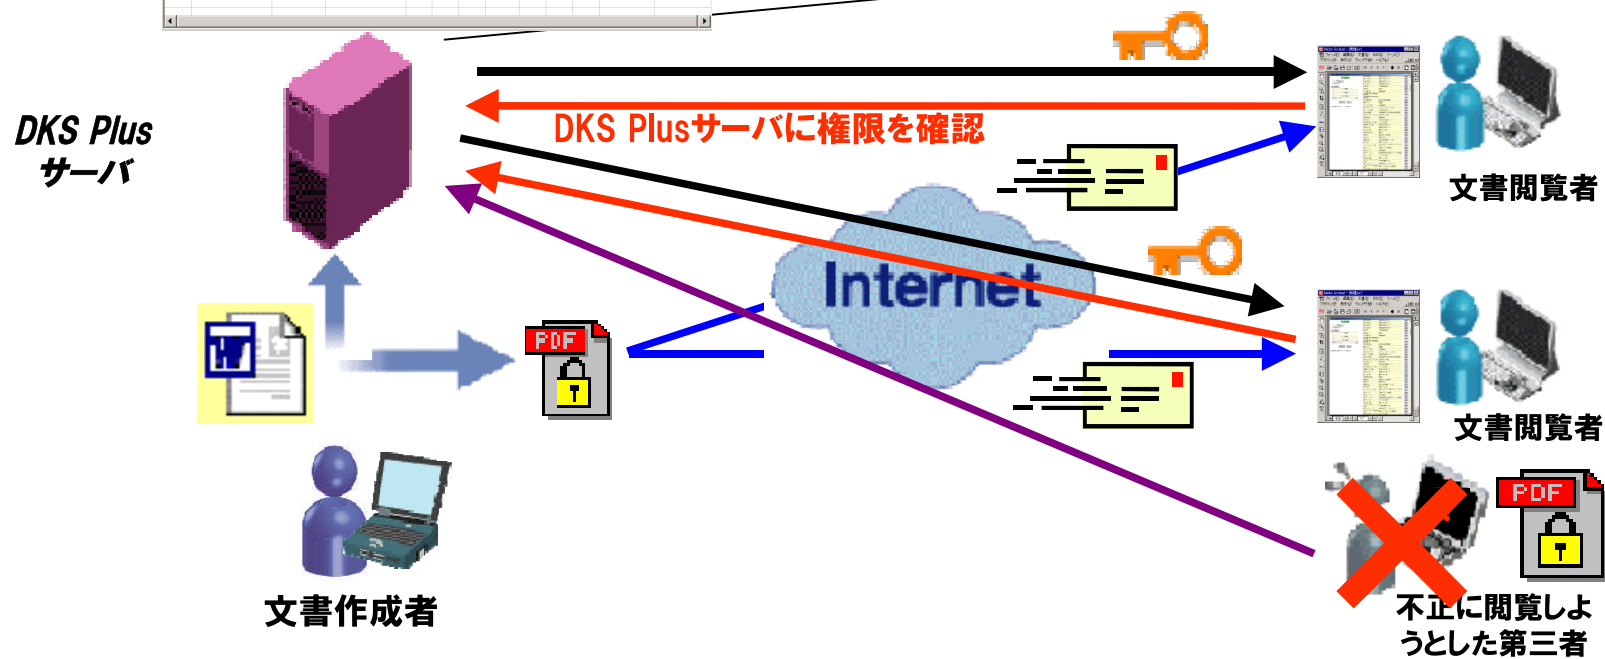 DKS Plus
サーバ
DKS Plusサーバに権限を確認
文書閲覧者
Internet
PDF
文書閲覧者
PDF
文書作成者
不正に閲覧しよ
うとした第三者